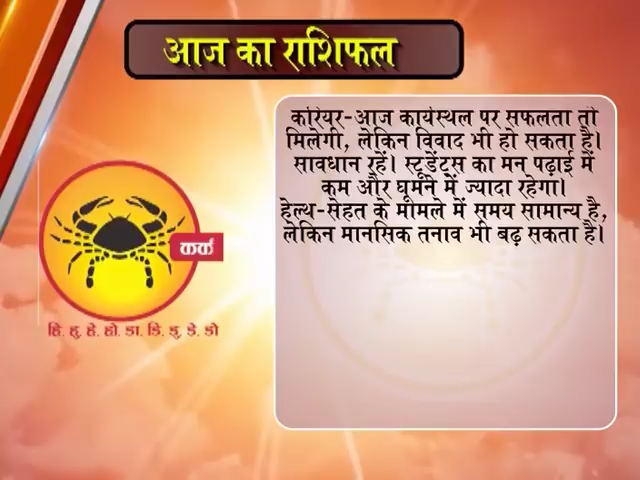 आज का राशिफल
करियर-आज कार्यस्थल पर सफलता तो
मिलेगी, लेकिन विवाद भी हो सकता है।
सावधान रहें। स्टूडेंट्स का मन पढ़ाई में
कम और घूमने में ज्यादा रहेगा।
हेल्थ-सेहत के मामले में समय सामान्य है,
लेकिन मानसिक तनाव भी बढ़ सकता है।
कर्क
हि. हु. हे. हो. डा. डि. डु. डे. डो